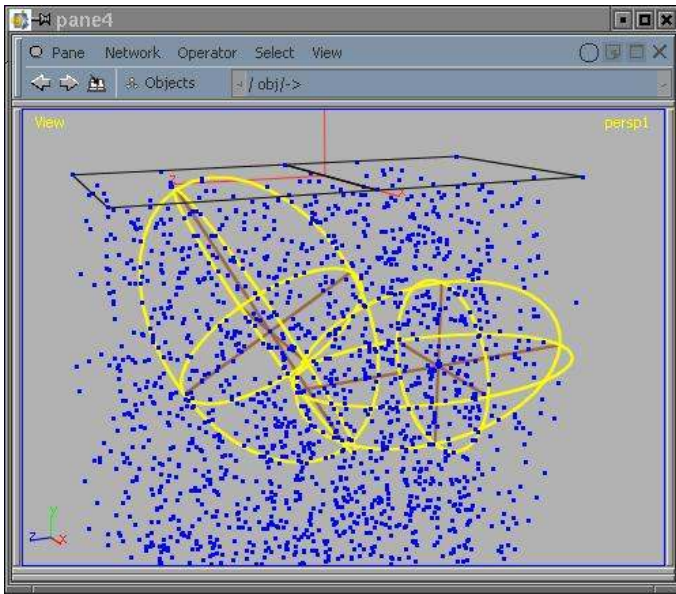 pane4
Pane Network Operator Select View
Objects / obj/->
View persp1
z
x
y
z x